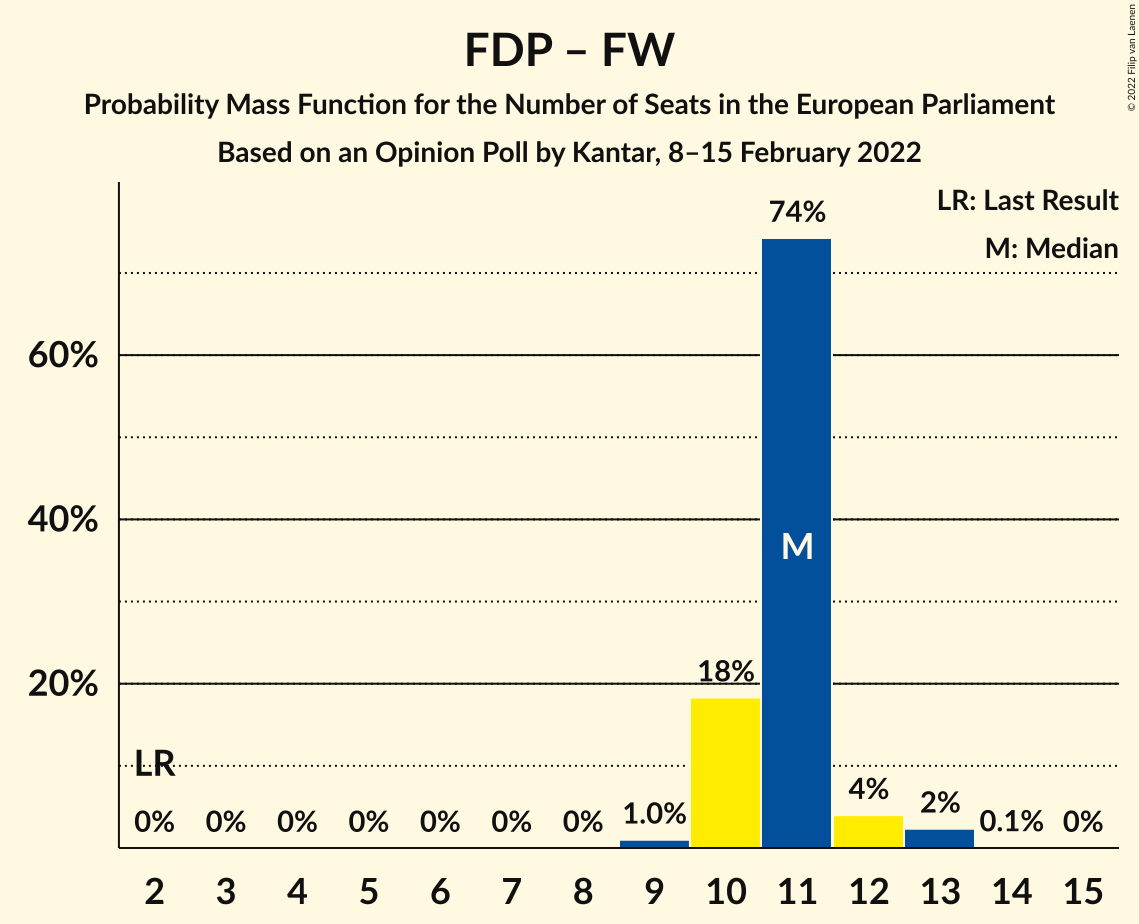 FDP – FW
Probability Mass Function for the Number of Seats in the European Parliament
Based on an Opinion Poll by Kantar, 8–15 February 2022
© 2022 Filip van Laenen
LR: Last Result
M: Median
74%
60%
40%
M
20%
18%
LR
0% 0% 0% 0% 0% 0% 0% 1.0% 4% 2% 0.1% 0%
2 3 4 5 6 7 8 9 10 11 12 13 14 15